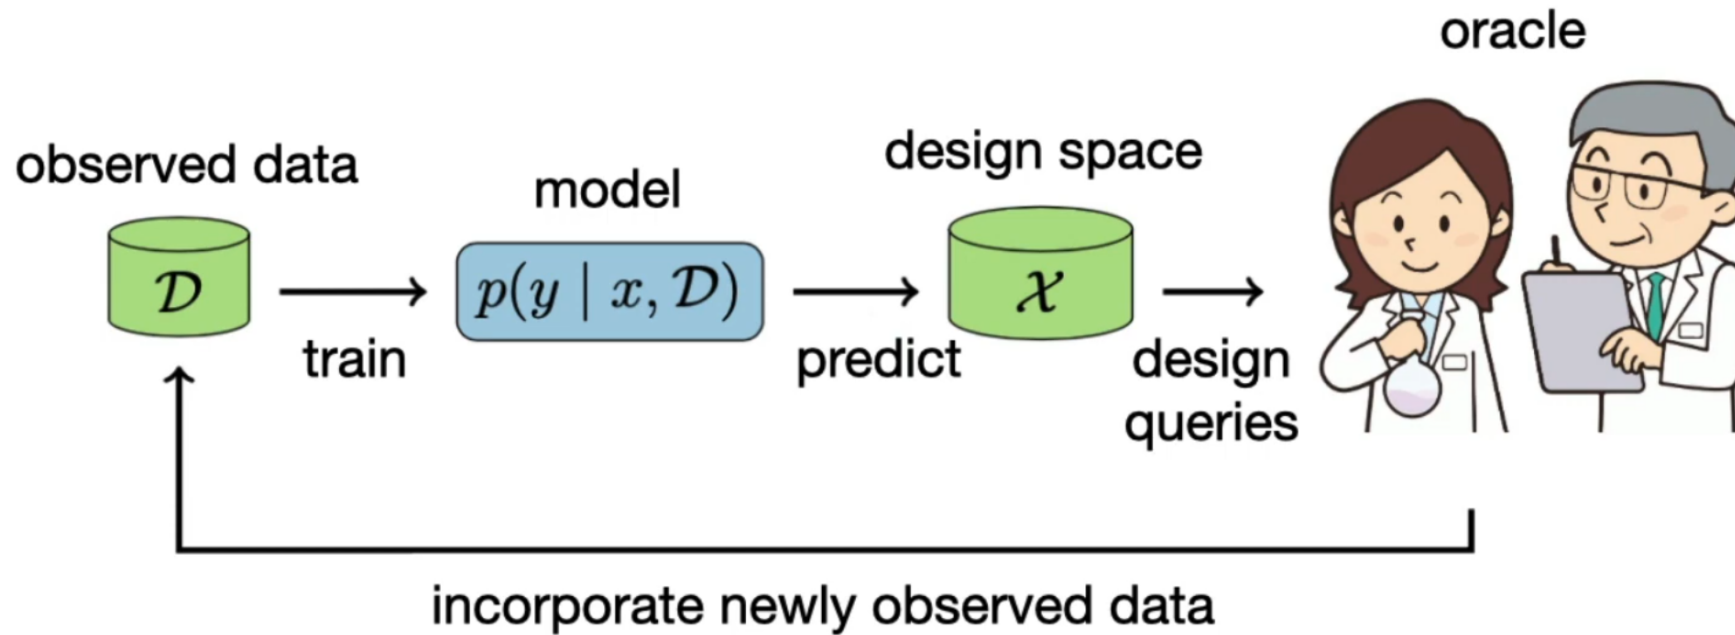 oracle
observed data
model
design space
𝒟
p(y | x, 𝒟)
𝒳
train
predict
design
queries
incorporate newly observed data